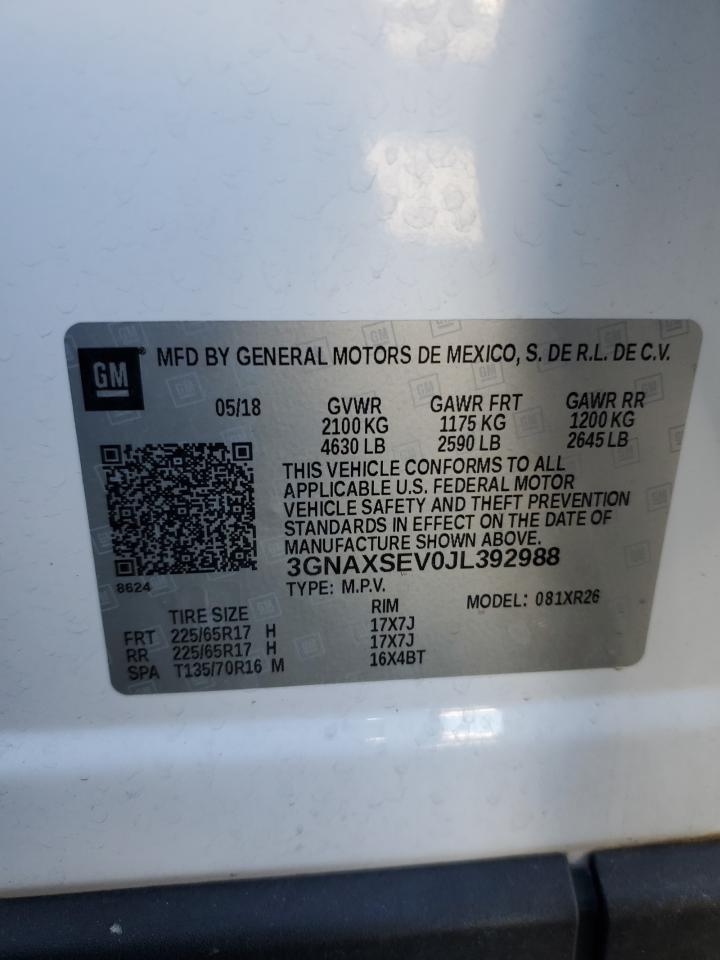 GM
MFD BY GENERAL MOTORS DE MEXICO, S. DE R.L. DE C.V.
05/18 GVWR GAWR FRT GAWR RR
2100 KG 1175 KG 1200 KG
4630 LB 2590 LB 2645 LB
THIS VEHICLE CONFORMS TO ALL
APPLICABLE U.S. FEDERAL MOTOR
VEHICLE SAFETY AND THEFT PREVENTION
STANDARDS IN EFFECT ON THE DATE OF
MANUFACTURE SHOWN ABOVE.
3GNAXSEV0JL392988
8624
TYPE: M.P.V. MODEL: 081XR26
TIRE SIZE RIM
FRT 225/65R17 H 17X7J
RR 225/65R17 H 17X7J
SPA T135/70R16 M 16X4BT